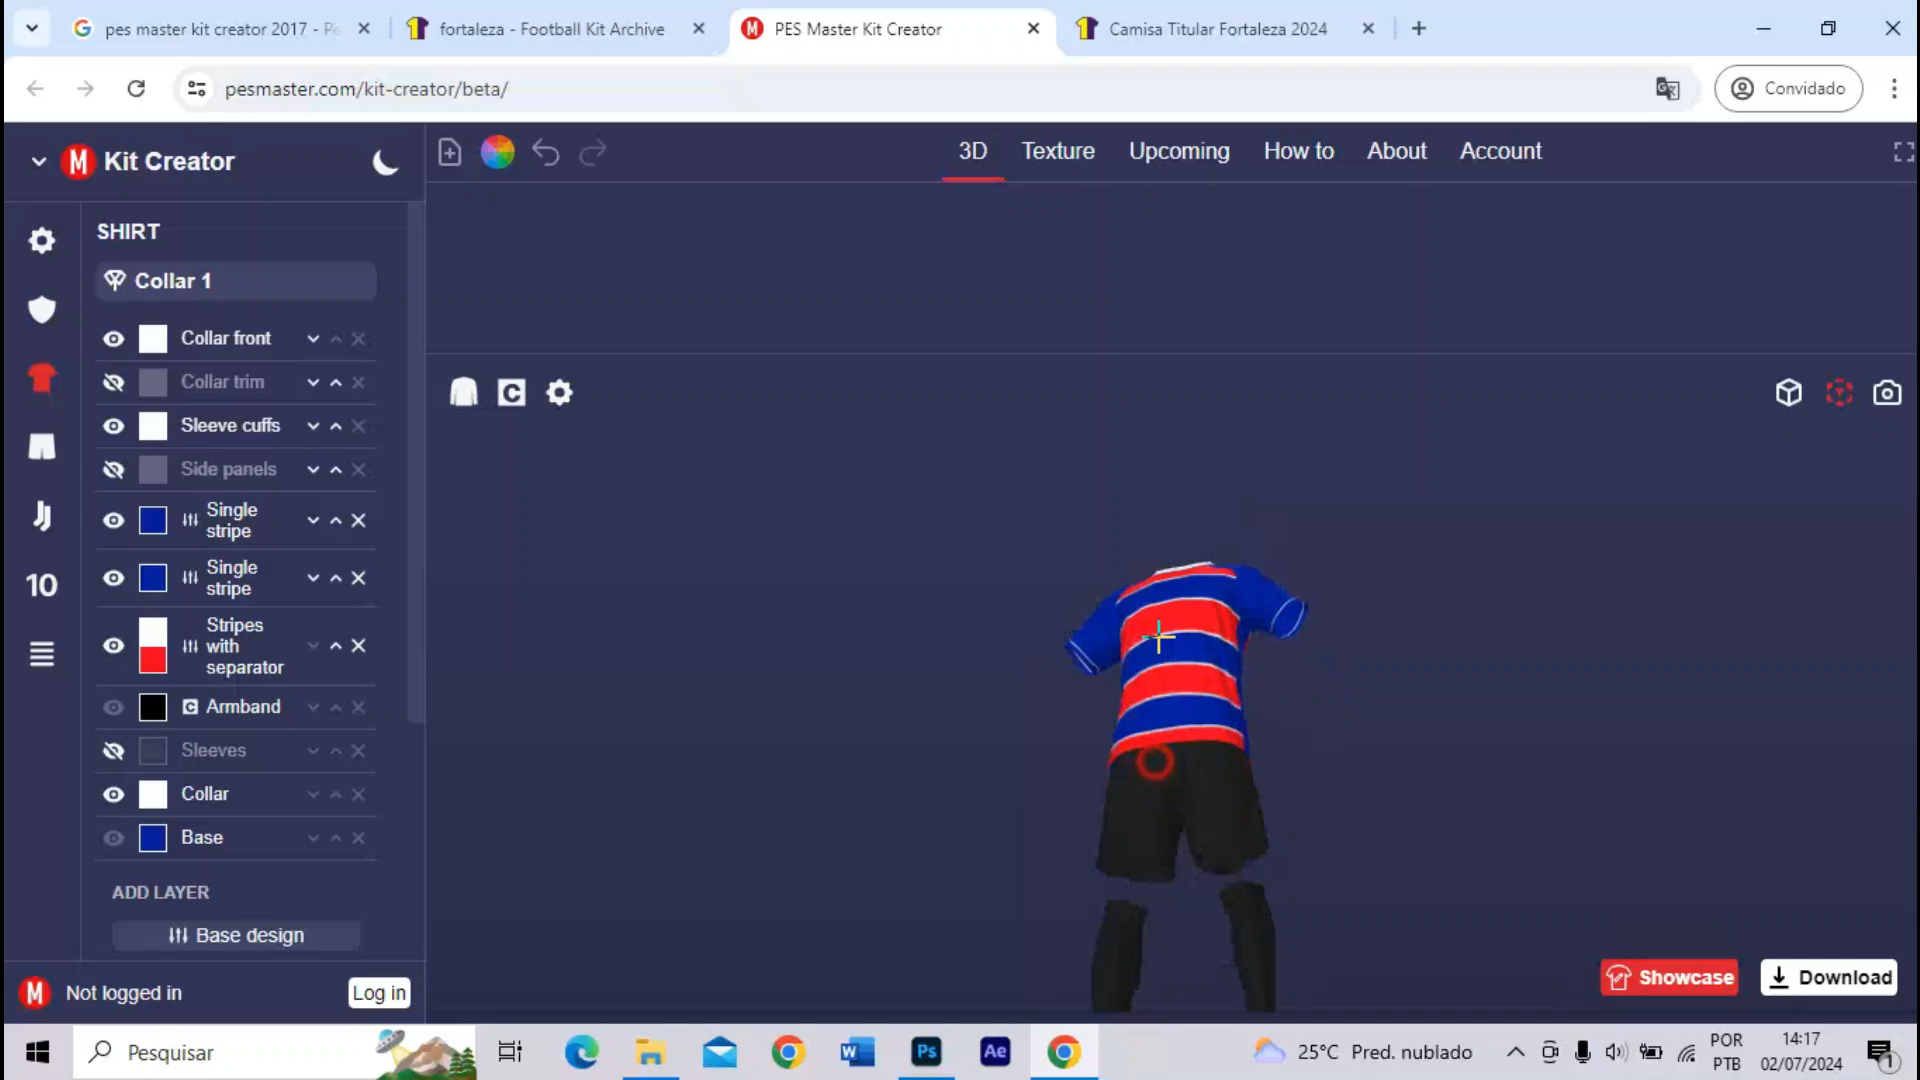 pes master kit creator 2017 - Pe
fortaleza - Football Kit Archive
PES Master Kit Creator
Camisa Titular Fortaleza 2024
pesmaster.com/kit-creator/beta/
Convidado
M Kit Creator
3D
Texture
Upcoming
How to
About
Account
SHIRT
Collar 1
Collar front
Collar trim
Sleeve cuffs
Side panels
Single
stripe
Single
stripe
Stripes
with
separator
C Armband
Sleeves
Collar
Base
ADD LAYER
Base design
10
C
M Not logged in
Log in
Showcase
Download
Pesquisar
W
Ps
Ae
25°C Pred. nublado
POR
PTB
14:17
02/07/2024
1